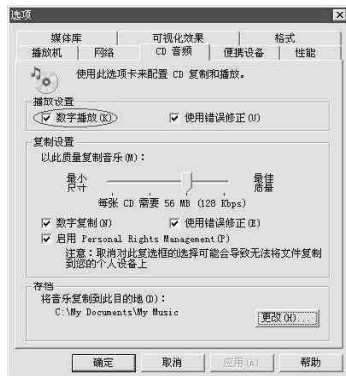 选项
媒体库 可视化效果 格式
播放机 网络 CD 音频 便携设备 性能
使用此选项卡来配置 CD 复制和播放。
播放设置
数字播放(K) 使用错误修正(U)
复制设置
以此质量复制音乐(M):
最小尺寸 最佳质量
每张 CD 需要 56 MB (128 Kbps)
数字复制(N) 使用错误修正(E)
启用 Personal Rights Management(P)
注意:取消对此复选框的选择可能会导致无法将文件复制
到您的个人设备上
存档
将音乐复制到此目的地(D):
C:\My Documents\My Music
更改(H)...
确定 取消 应用(A) 帮助